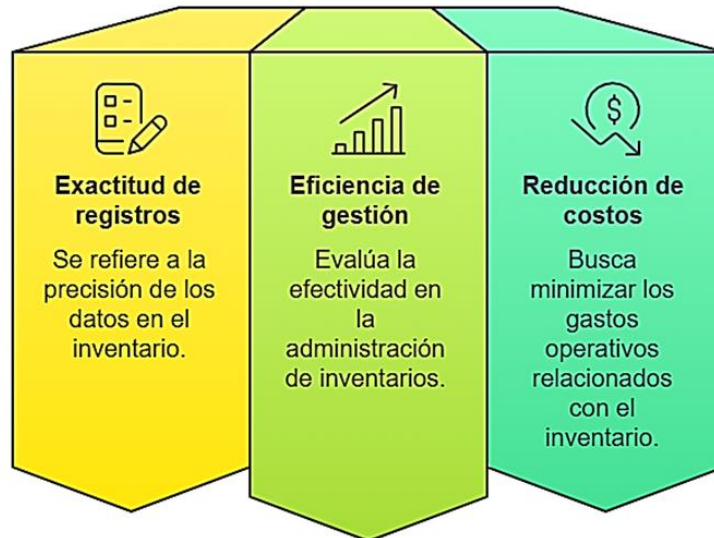 Exactitud de
registros
Se refiere a la
precisión de los
datos en el
inventario.
Eficiencia de
gestión
Evalúa la
efectividad en
la
administración
de inventarios.
$
Reducción de
costos
Busca
minimizar los
gastos
operativos
relacionados
con el
inventario.